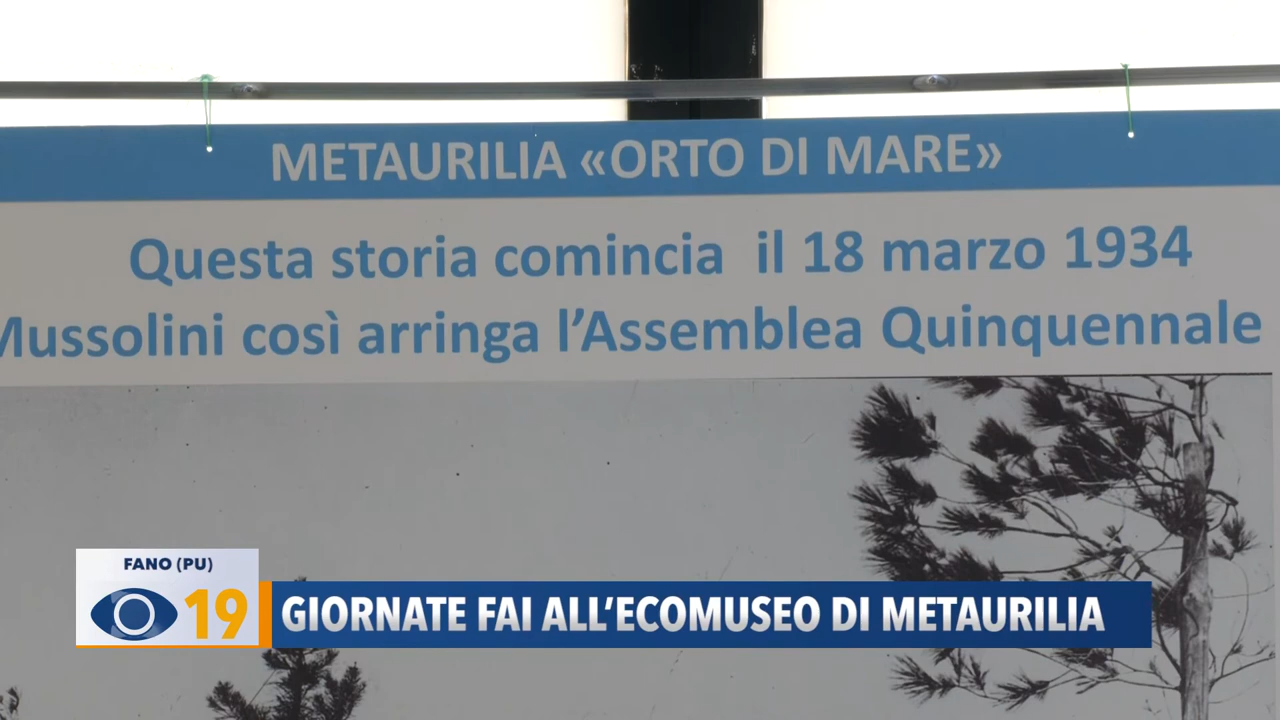 METAURILIA «ORTO DI MARE»
Questa storia comincia il 18 marzo 1934
Mussolini così arringa l’Assemblea Quinquennale
FANO (PU)
19
GIORNATE FAI ALL’ECOMUSEO DI METAURILIA